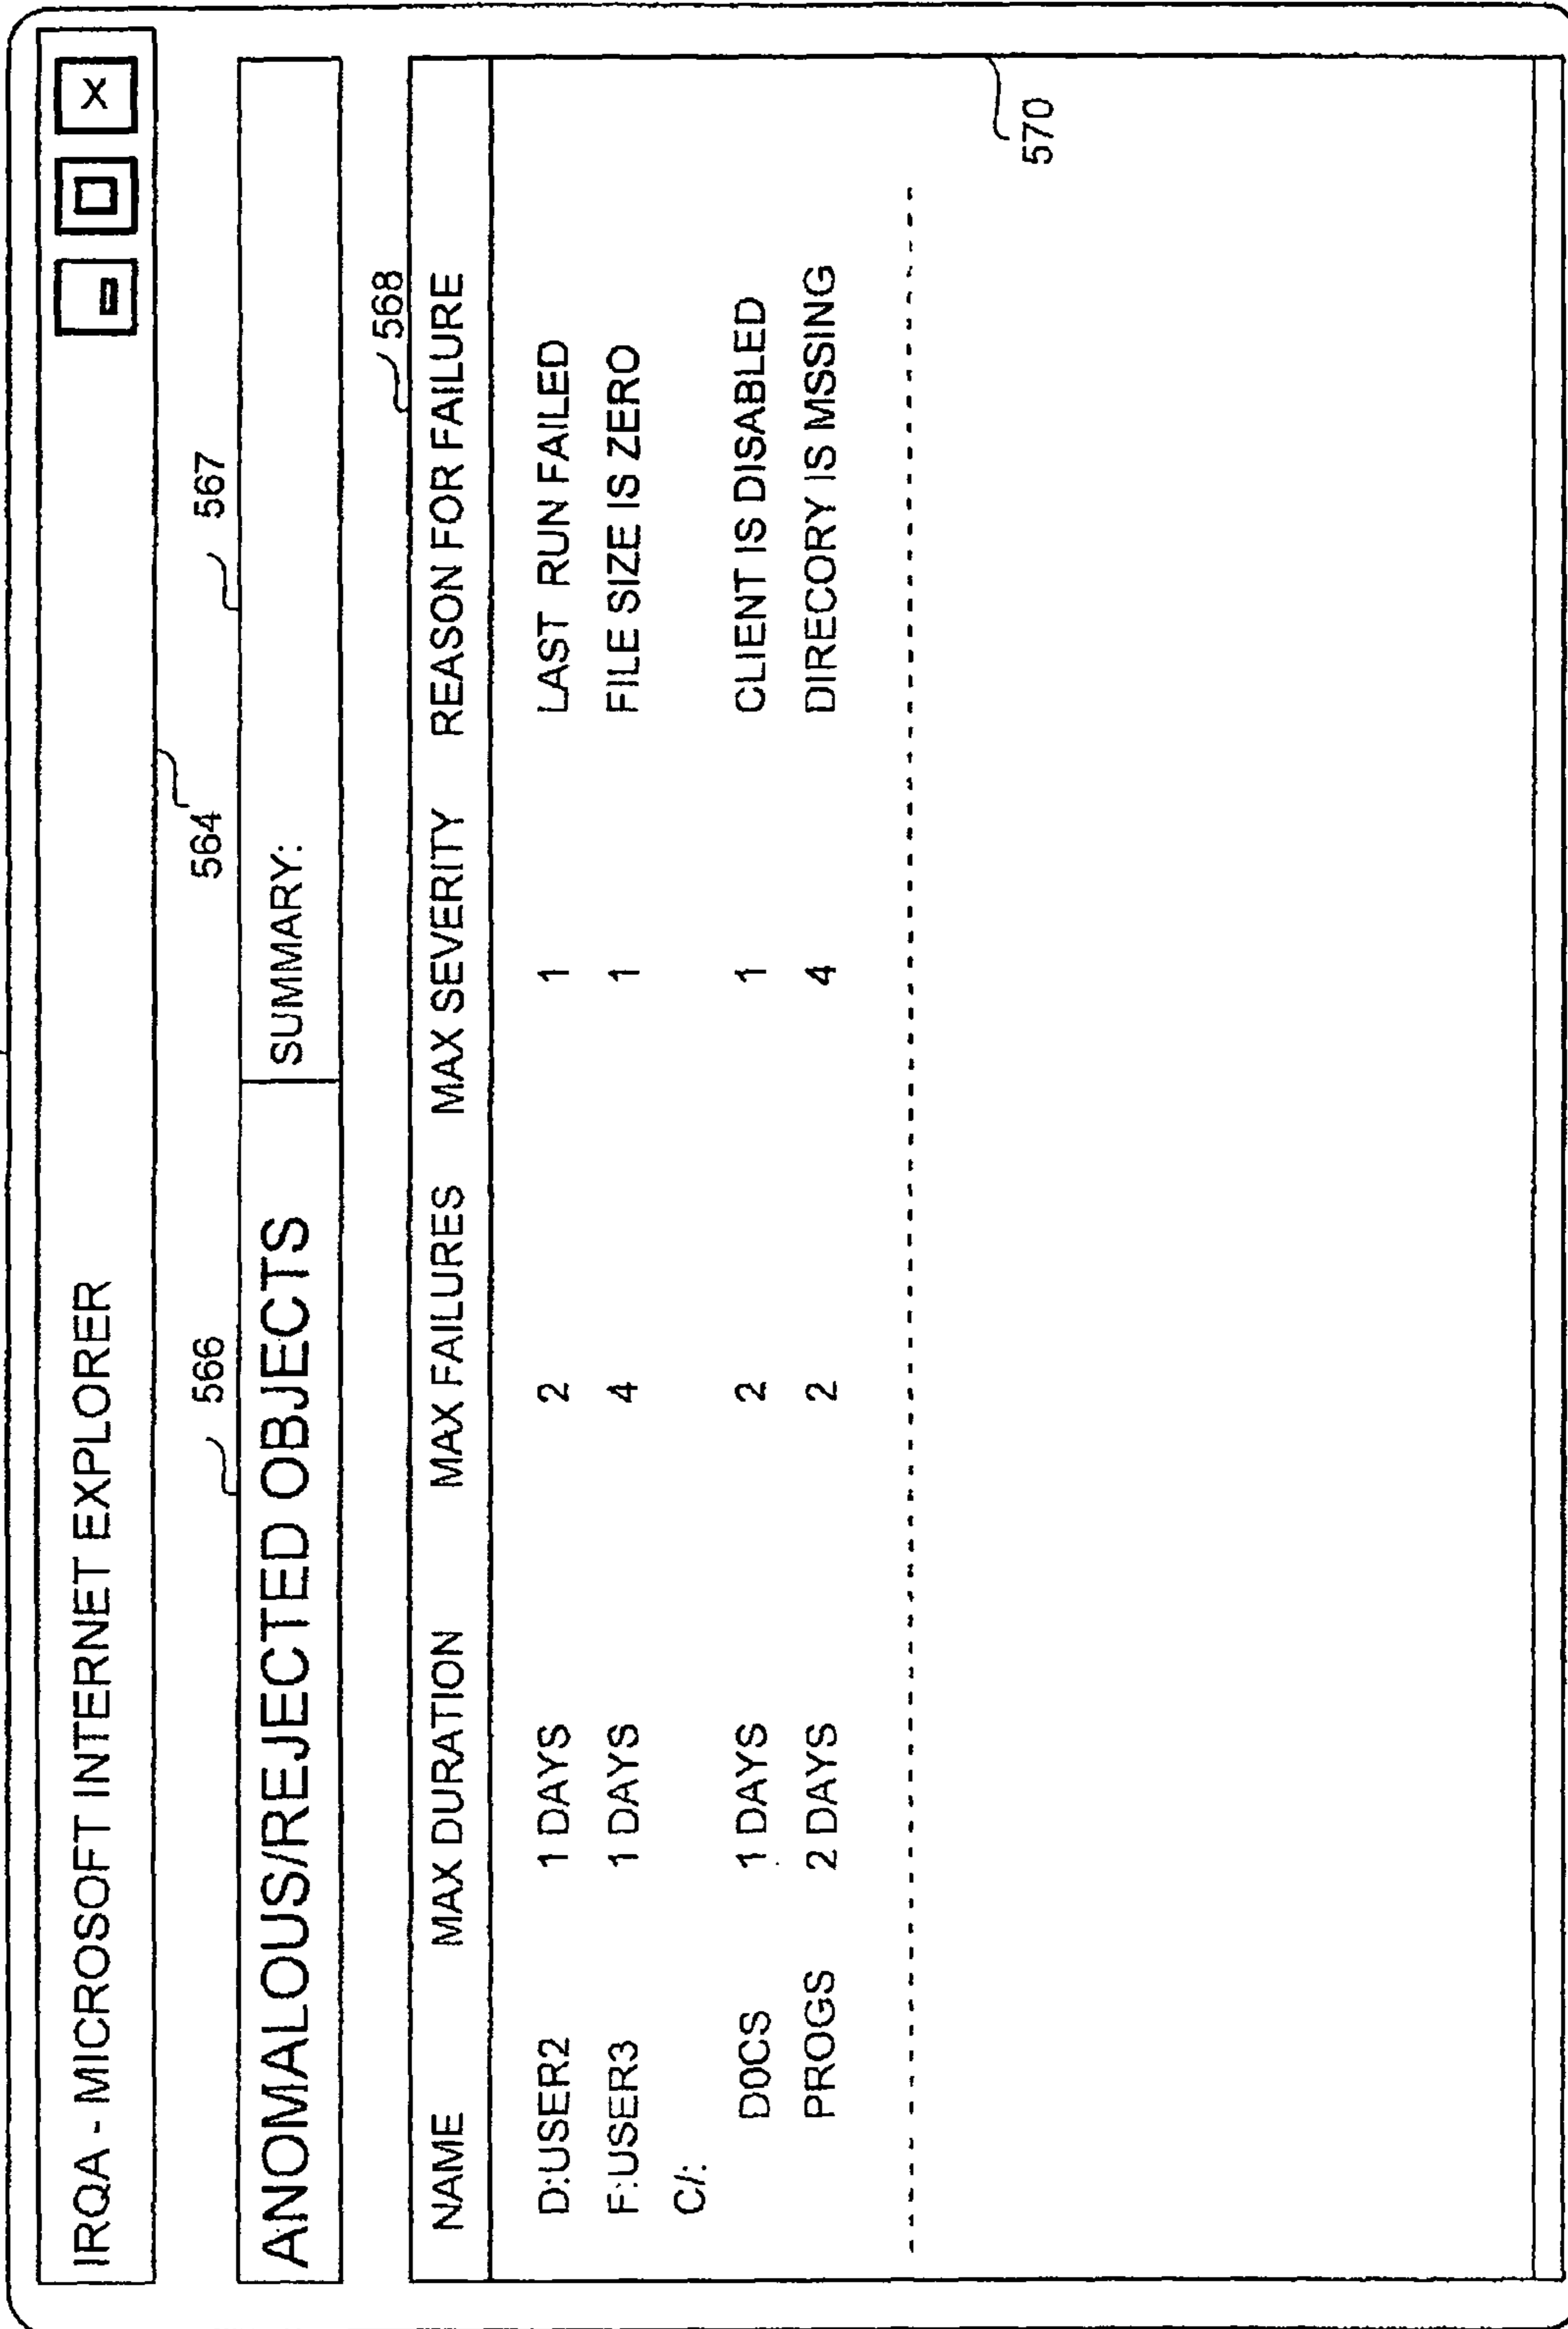 IRQA - MICROSOFT INTERNET EXPLORER X
564
566 567
ANOMALOUS/REJECTED OBJECTS SUMMARY:
568
NAME MAX DURATION MAX FAILURES MAX SEVERITY REASON FOR FAILURE
D:USER2 1 DAYS 2 1 LAST RUN FAILED
F:USER3 1 DAYS 4 1 FILE SIZE IS ZERO
C/:
DOCS 1 DAYS 2 1 CLIENT IS DISABLED
PROGS 2 DAYS 2 4 DIRECORY IS MSSING
570